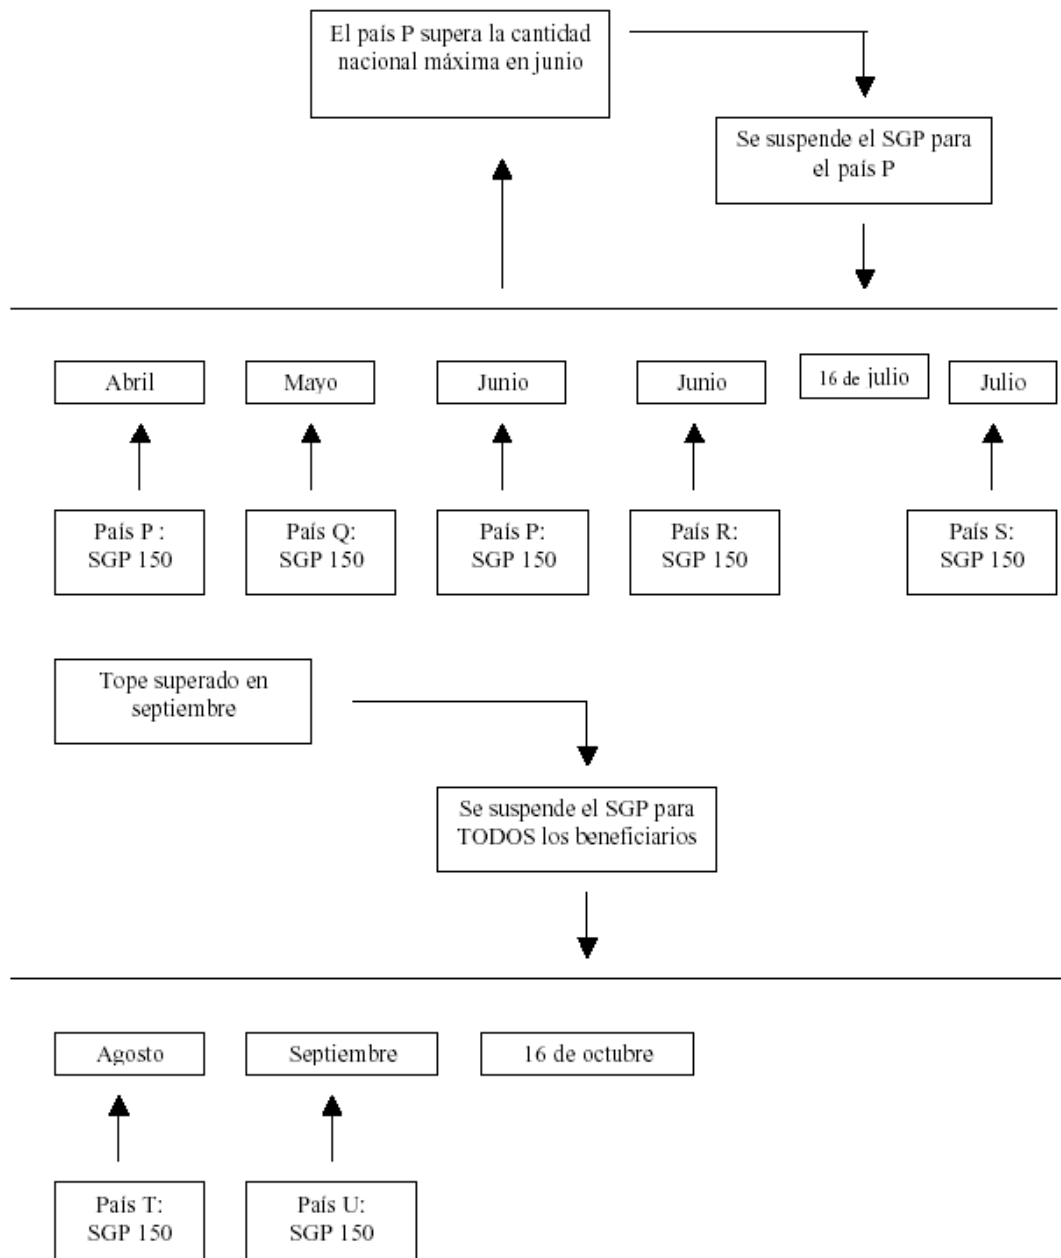 El país P supera la cantidad
nacional máxima en junio
Se suspende el SGP para
el país P
Abril
Mayo
Junio
Junio
16 de julio
Julio
País P :
SGP 150
País Q:
SGP 150
País P:
SGP 150
País R:
SGP 150
País S:
SGP 150
Tope superado en
septiembre
Se suspende el SGP para
TODOS los beneficiarios
Agosto
Septiembre
16 de octubre
País T:
SGP 150
País U:
SGP 150